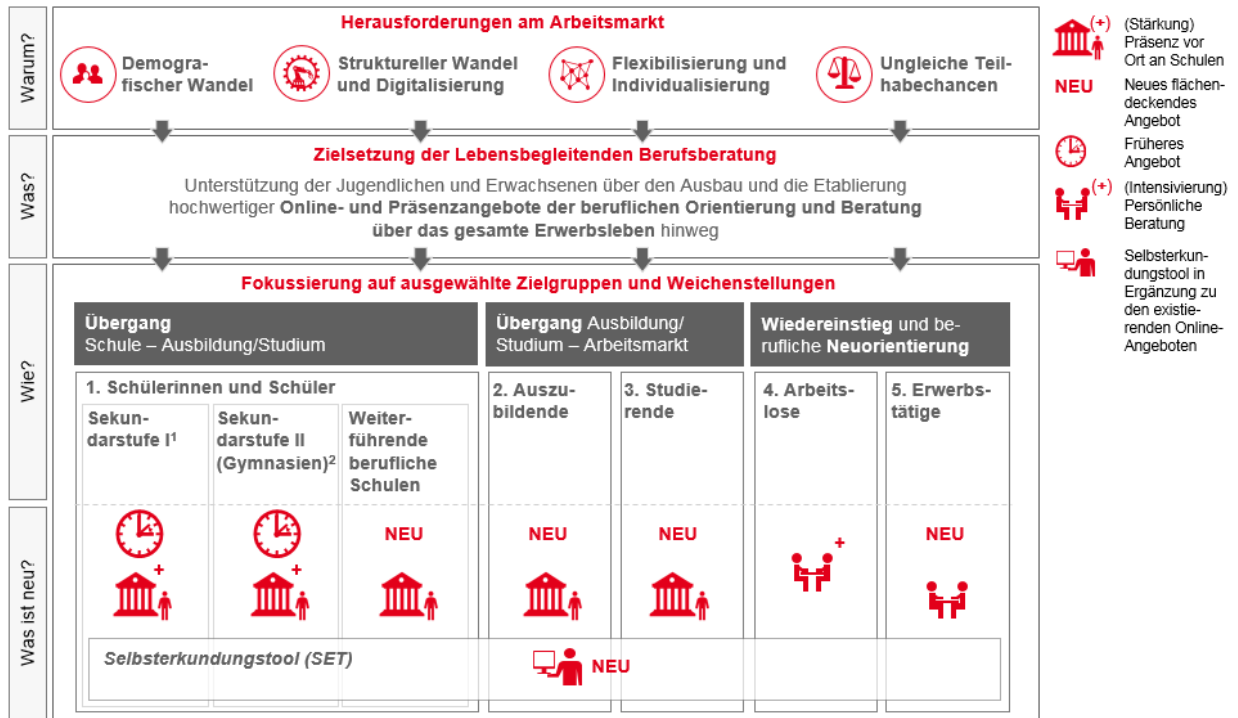 Warum?
Herausforderungen am Arbeitsmarkt
Demogra-
fischer Wandel
Struktureller Wandel
und Digitalisierung
Flexibilisierung und
Individualisierung
Ungleiche Teil-
habechancen
Was?
Zielsetzung der Lebensbegleitenden Berufsberatung
Unterstützung der Jugendlichen und Erwachsenen über den Ausbau und die Etablierung
hochwertiger Online- und Präsenzangebote der beruflichen Orientierung und Beratung
über das gesamte Erwerbsleben hinweg
Wie?
Fokussierung auf ausgewählte Zielgruppen und Weichenstellungen
Übergang
Schule – Ausbildung/Studium
Übergang Ausbildung/
Studium – Arbeitsmarkt
Wiedereinstieg und be-
rufliche Neuorientierung
1. Schülerinnen und Schüler
Sekun-
darstufe I¹
Sekun-
darstufe II
(Gymnasien)²
Weiter-
führende
berufliche
Schulen
2. Auszu-
bildende
3. Studie-
rende
4. Arbeits-
lose
5. Erwerbs-
tätige
Was ist neu?
+
+
NEU
NEU
NEU
+
NEU
Selbsterkundungstool (SET)
NEU
(+)
(Stärkung)
Präsenz vor
Ort an Schulen
NEU
Neues flächen-
deckendes
Angebot
Früheres
Angebot
(+)
(Intensivierung)
Persönliche
Beratung
Selbsterkun-
dungstool in
Ergänzung zu
den existie-
renden Online-
Angeboten